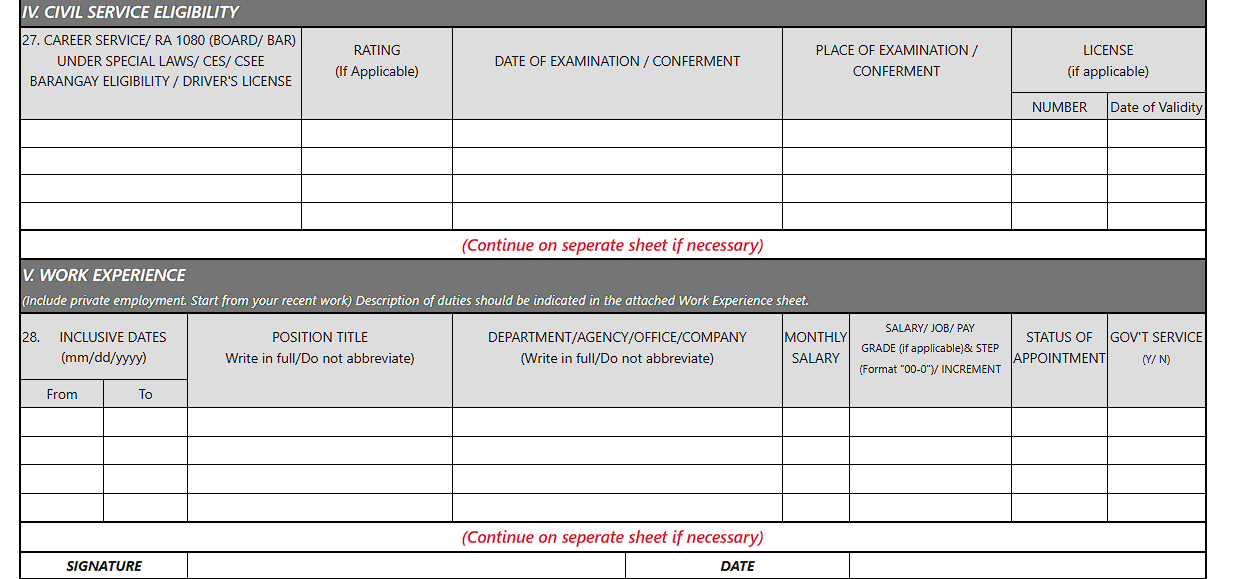 IV. CIVIL SERVICE ELIGIBILITY
27. CAREER SERVICE/ RA 1080 (BOARD/ BAR)
UNDER SPECIAL LAWS/ CES/ CSEE
BARANGAY ELIGIBILITY / DRIVER'S LICENSE
RATING
(If Applicable)
DATE OF EXAMINATION / CONFERMENT
PLACE OF EXAMINATION /
CONFERMENT
LICENSE
(if applicable)
NUMBER
Date of Validity
(Continue on seperate sheet if necessary)
V. WORK EXPERIENCE
(Include private employment. Start from your recent work) Description of duties should be indicated in the attached Work Experience sheet.
28. INCLUSIVE DATES
(mm/dd/yyyy)
From
To
POSITION TITLE
Write in full/Do not abbreviate)
DEPARTMENT/AGENCY/OFFICE/COMPANY
(Write in full/Do not abbreviate)
MONTHLY
SALARY
SALARY/ JOB/ PAY
GRADE (if applicable)& STEP
(Format "00-0")/ INCREMENT
STATUS OF
APPOINTMENT
GOV'T SERVICE
(Y/ N)
(Continue on seperate sheet if necessary)
SIGNATURE
DATE